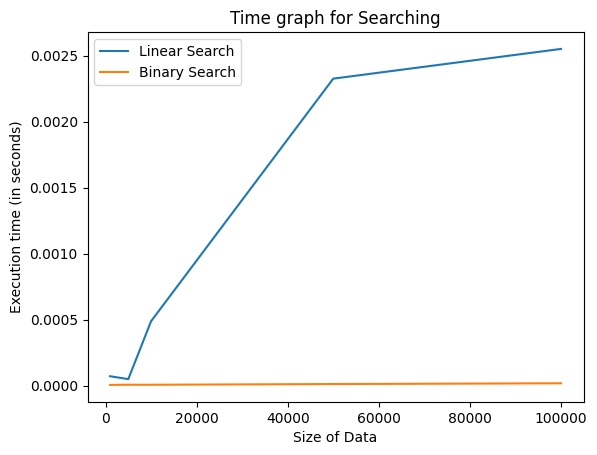 Time graph for Searching
Linear Search
Binary Search
Execution time (in seconds)
0.0025
0.0020
0.0015
0.0010
0.0005
0.0000
0 20000 40000 60000 80000 100000
Size of Data